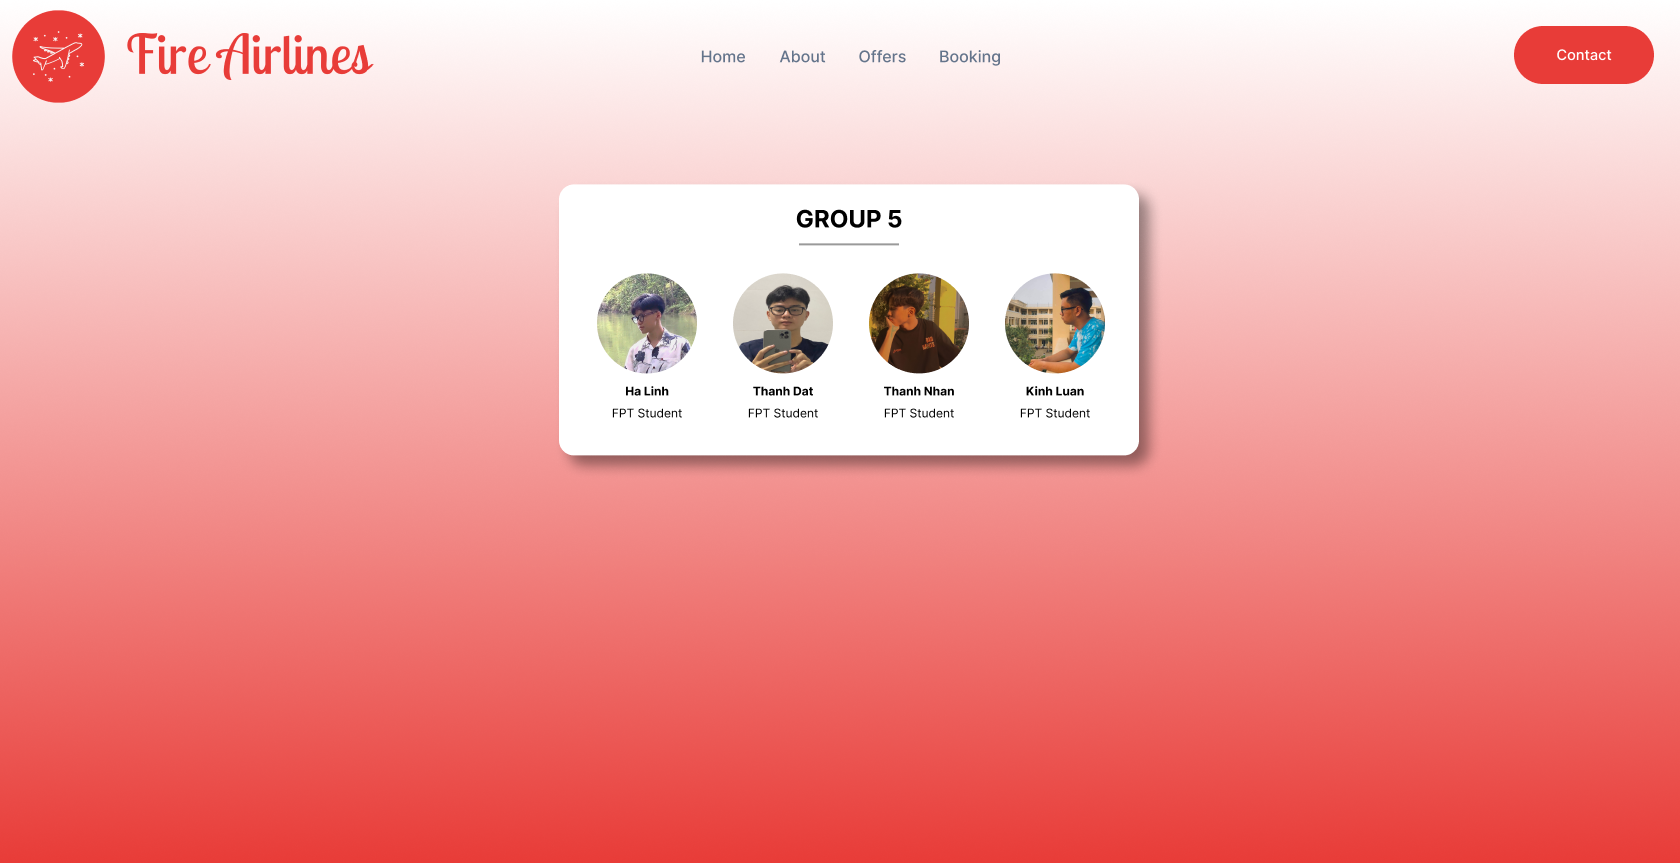 Fire Airlines
Home About Offers Booking
Contact
GROUP 5
Ha Linh Thanh Dat Thanh Nhan Kinh Luan
FPT Student FPT Student FPT Student FPT Student